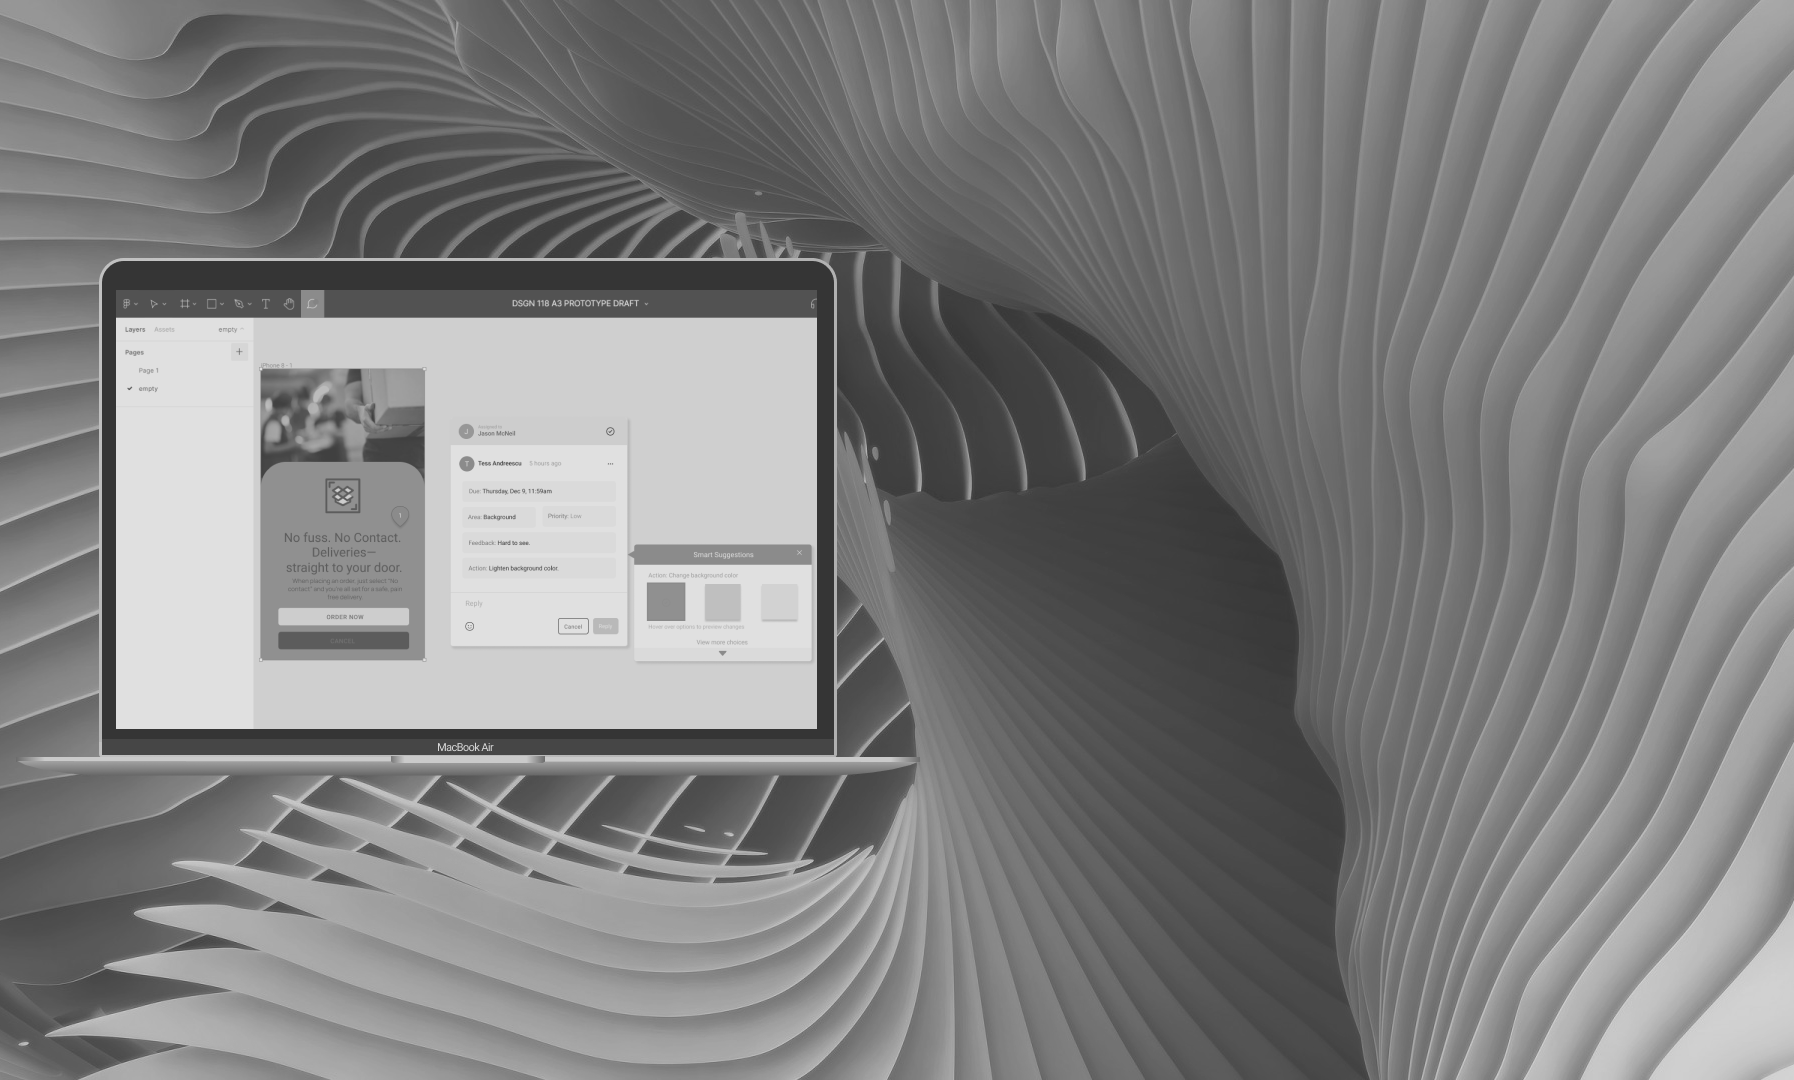 DSGN 118 A3 PROTOTYPE DRAFT
Layers Assets empty
Pages
Page 1
empty
iPhone 8 - 1
No fuss. No Contact.
Deliveries—
straight to your door.
When placing an order, just select "No
contact" and you're all set for a safe, pain
free delivery.
ORDER NOW
CANCEL
1
J
Assigned to
Jason McNeil
T
Tess Andreescu 5 hours ago
Due: Thursday, Dec 9, 11:59am
Area: Background
Priority: Low
Feedback: Hard to see.
Action: Lighten background color.
Reply
Cancel
Reply
Smart Suggestions
Action: Change background color
Hover over options to preview changes
View more choices
MacBook Air